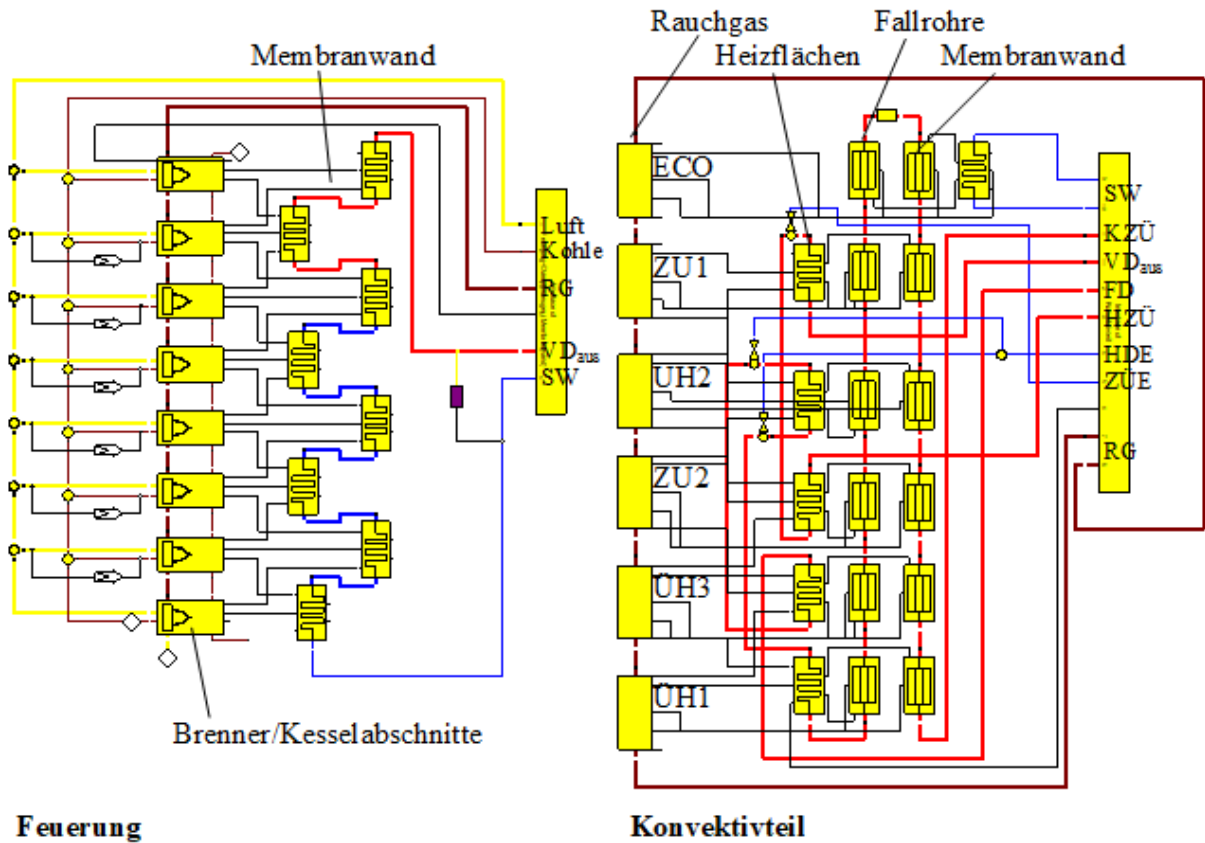 Membranwand
Luft
Kohle
RG
VDaus
SW
Brenner/Kesselabschnitte
Feuerung
Rauchgas
Fallrohre
Heizflächen
Membranwand
ECO
ZU1
UH2
ZU2
ÜH3
ÜH1
SW
KZÜ
VDaus
FD
HZÜ
HDE
ZÜE
RG
Konvektivteil